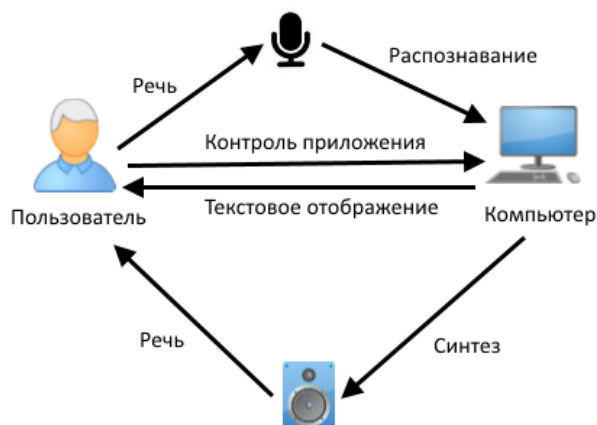 Распознавание
Речь
Контроль приложения
Текстовое отображение
Пользователь
Компьютер
Речь
Синтез